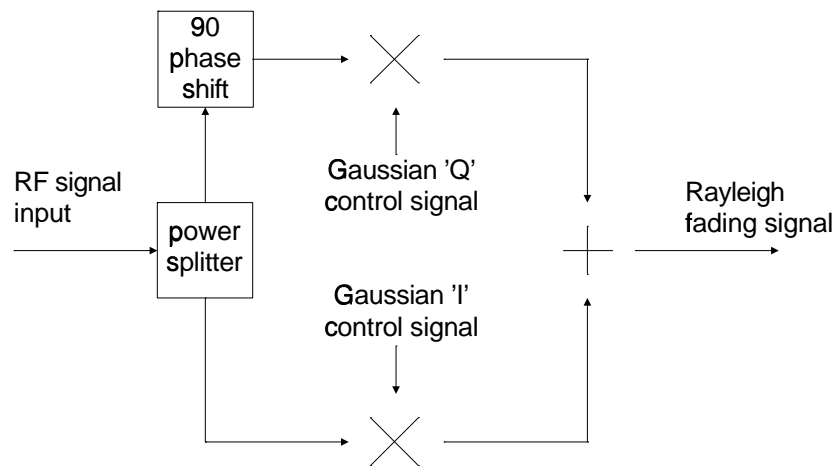 90
phase
shift
Gaussian 'Q'
control signal
RF signal
input
power
splitter
Rayleigh
fading signal
Gaussian 'I'
control signal